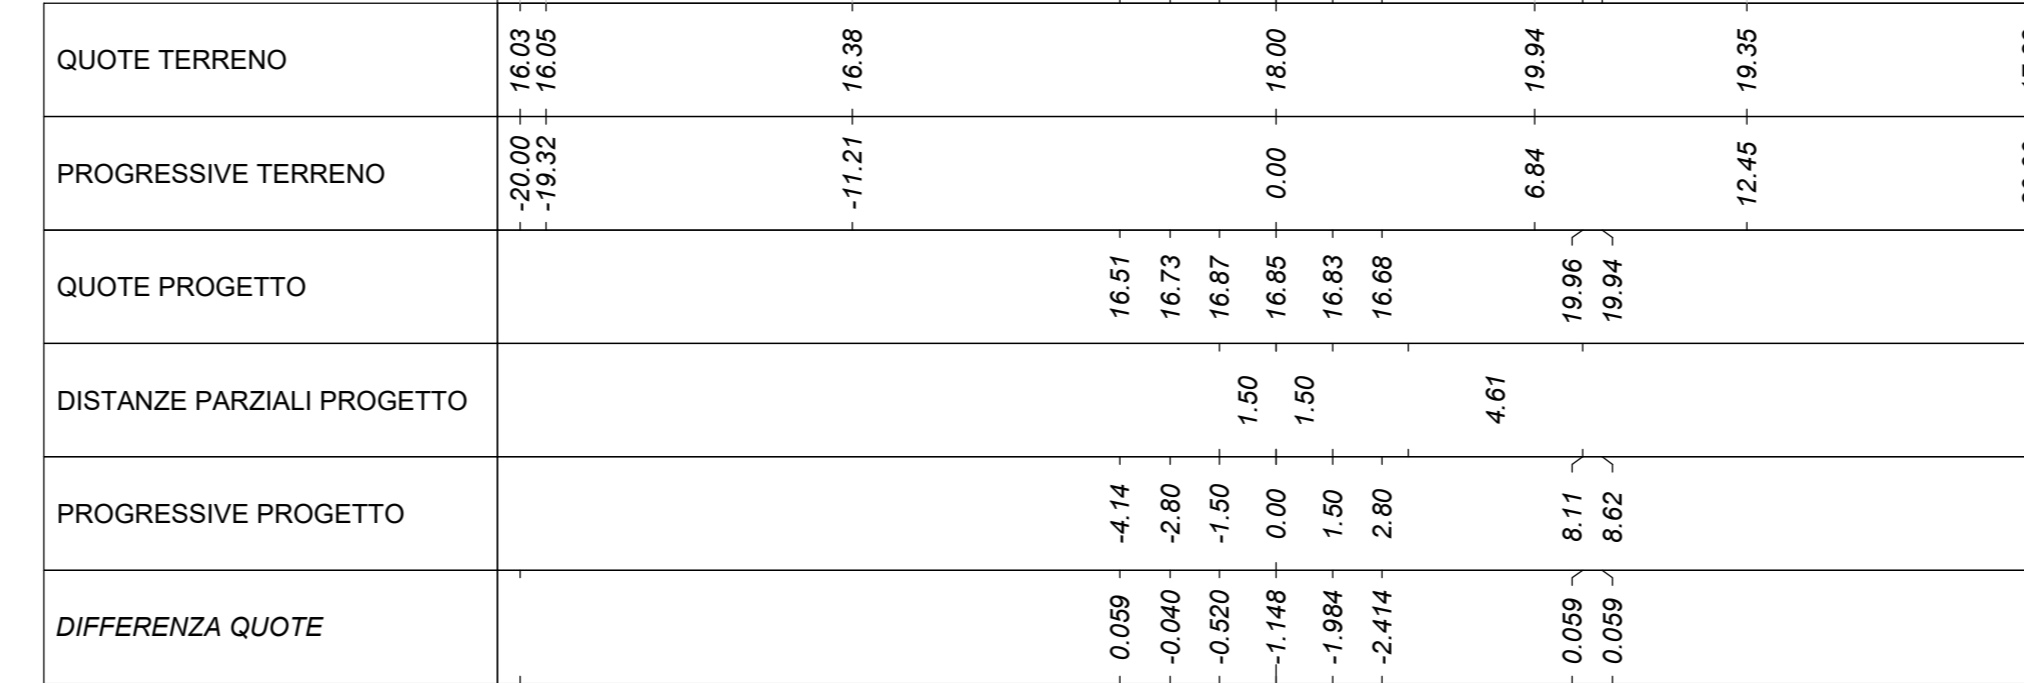 QUOTE TERRENO 16.03 16.05 16.38 18.00 19.94 19.35
PROGRESSIVE TERRENO -20.00 -19.32 -11.21 0.00 6.84 12.45
QUOTE PROGETTO 16.51 16.73 16.87 16.85 16.83 16.68 19.96 19.94
DISTANZE PARZIALI PROGETTO 1.50 1.50 4.61
PROGRESSIVE PROGETTO -4.14 -2.80 -1.50 0.00 1.50 2.80 8.11 8.62
DIFFERENZA QUOTE 0.059 -0.040 -0.520 -1.148 -1.984 -2.414 0.059 0.059